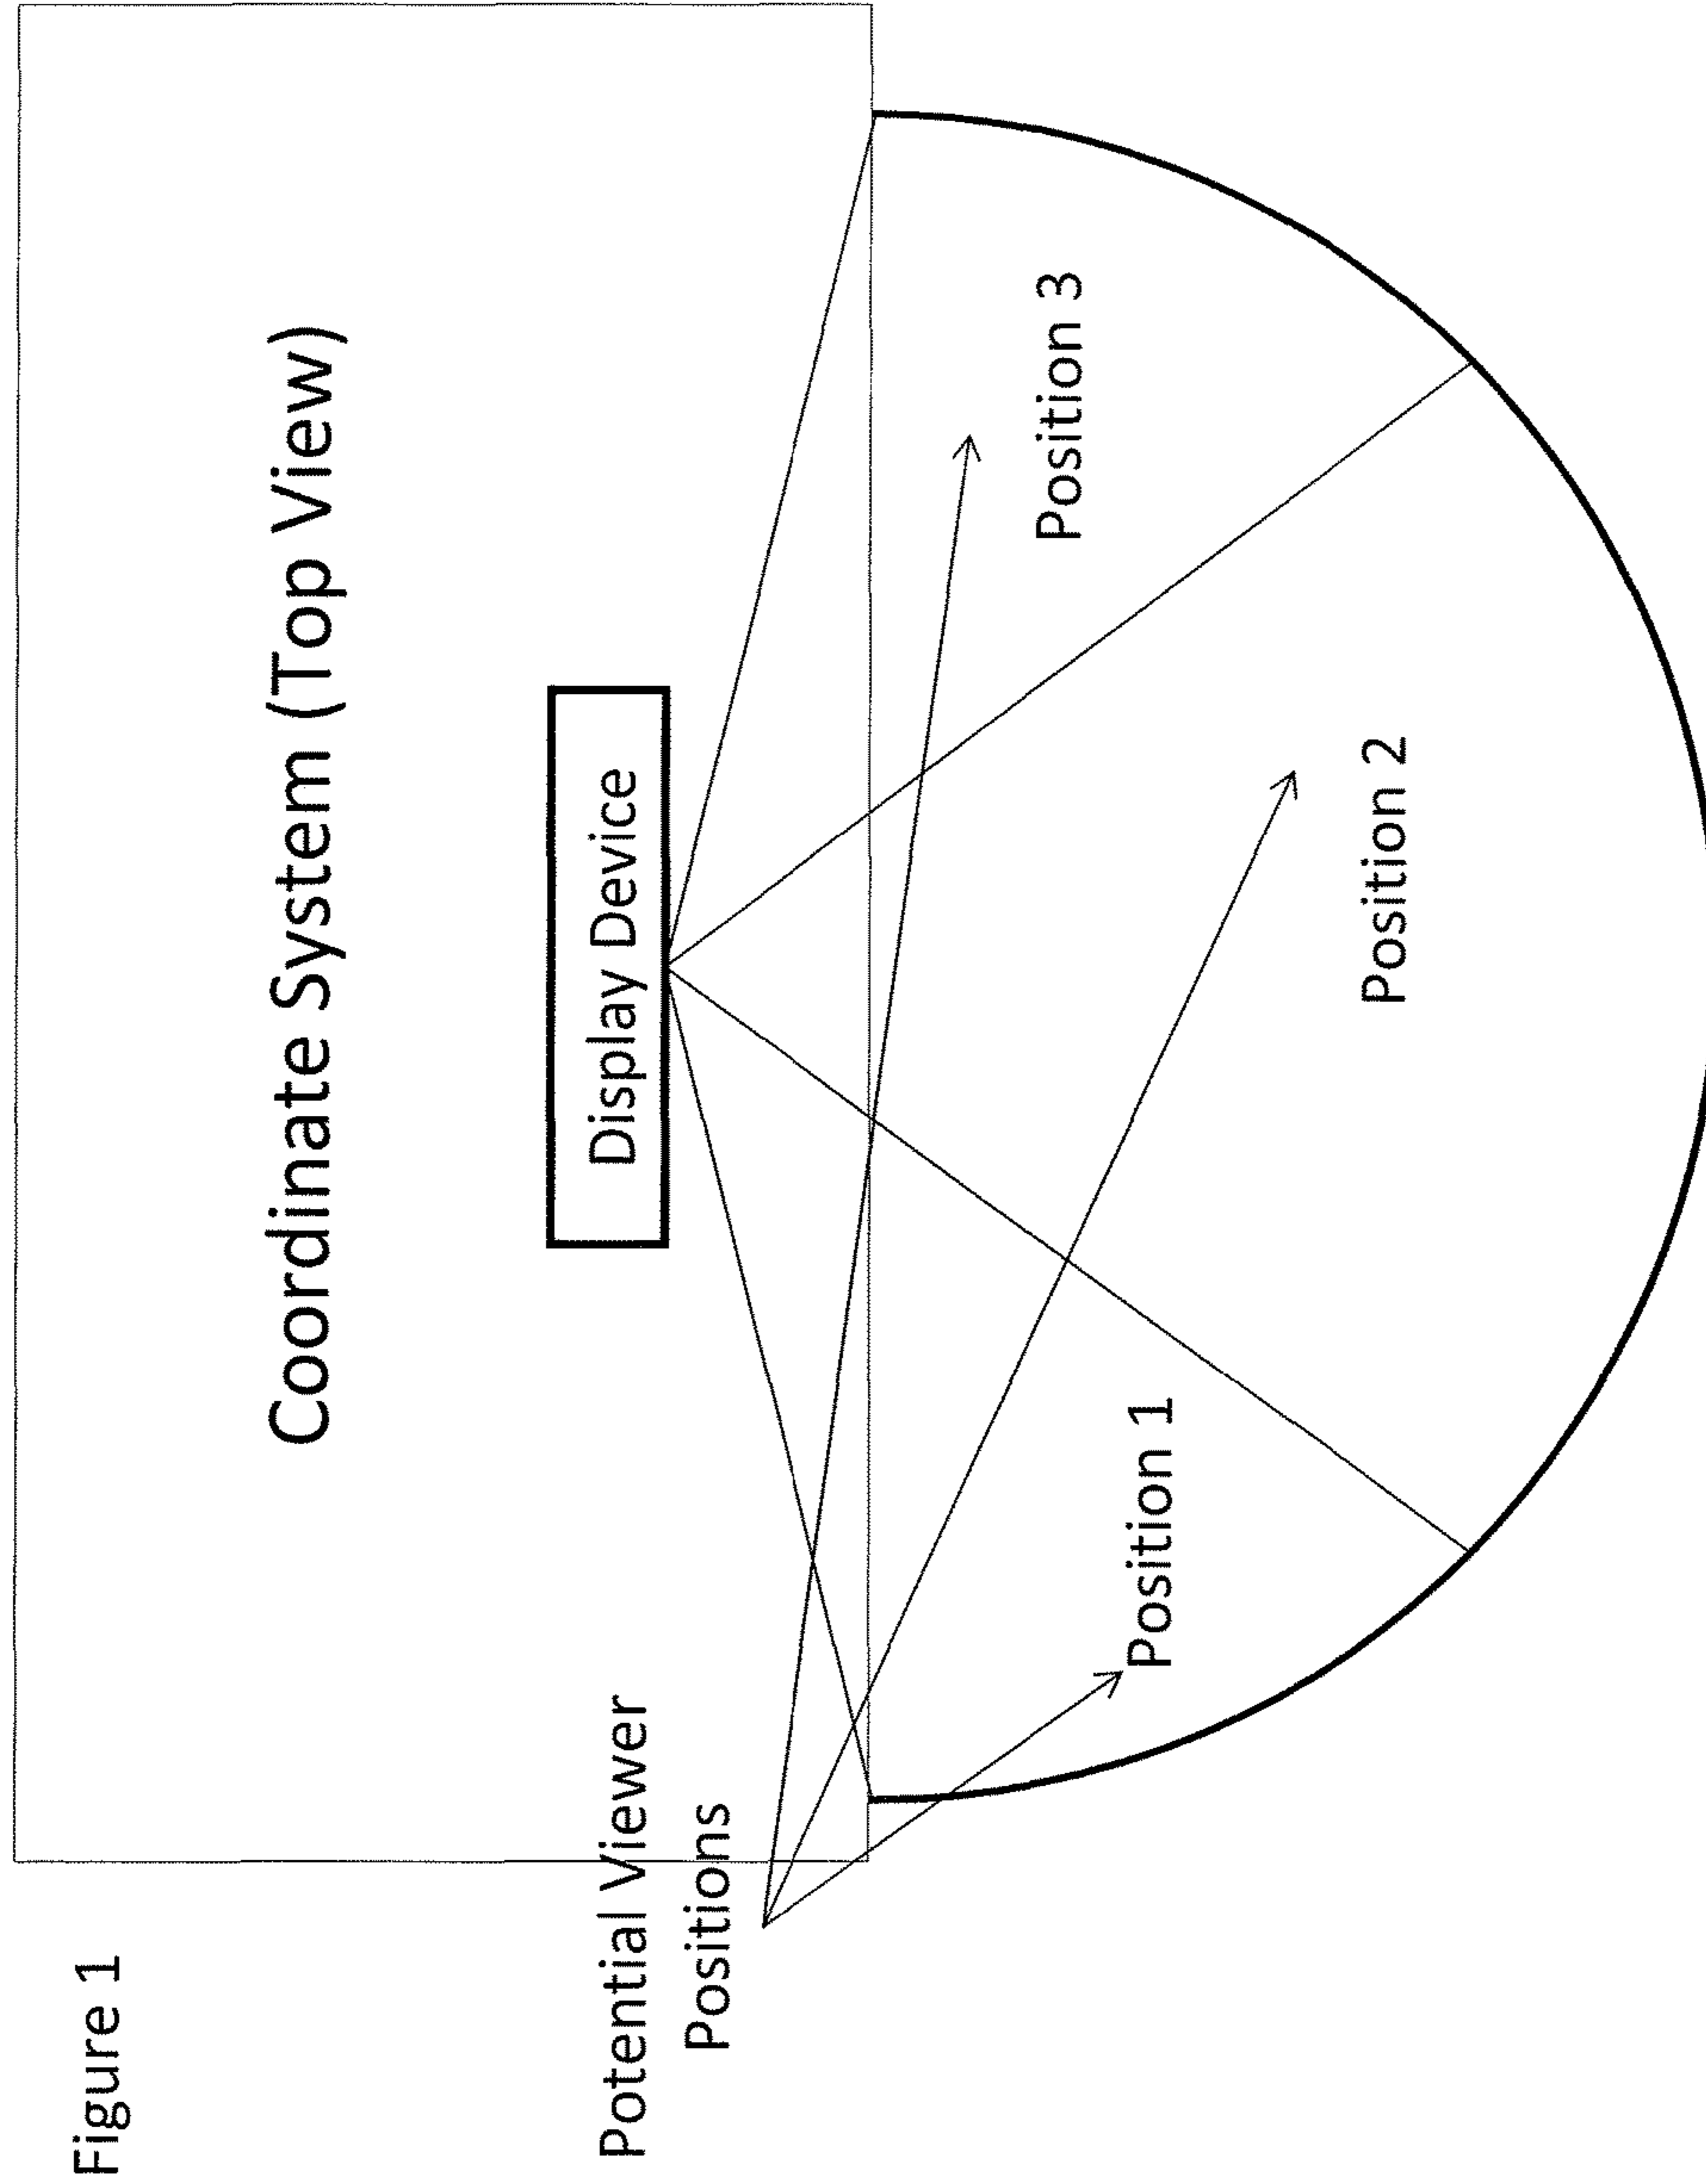 Figure 1
Coordinate System (Top View)
Display Device
Potential Viewer
Positions
Position 1
Position 2
Position 3